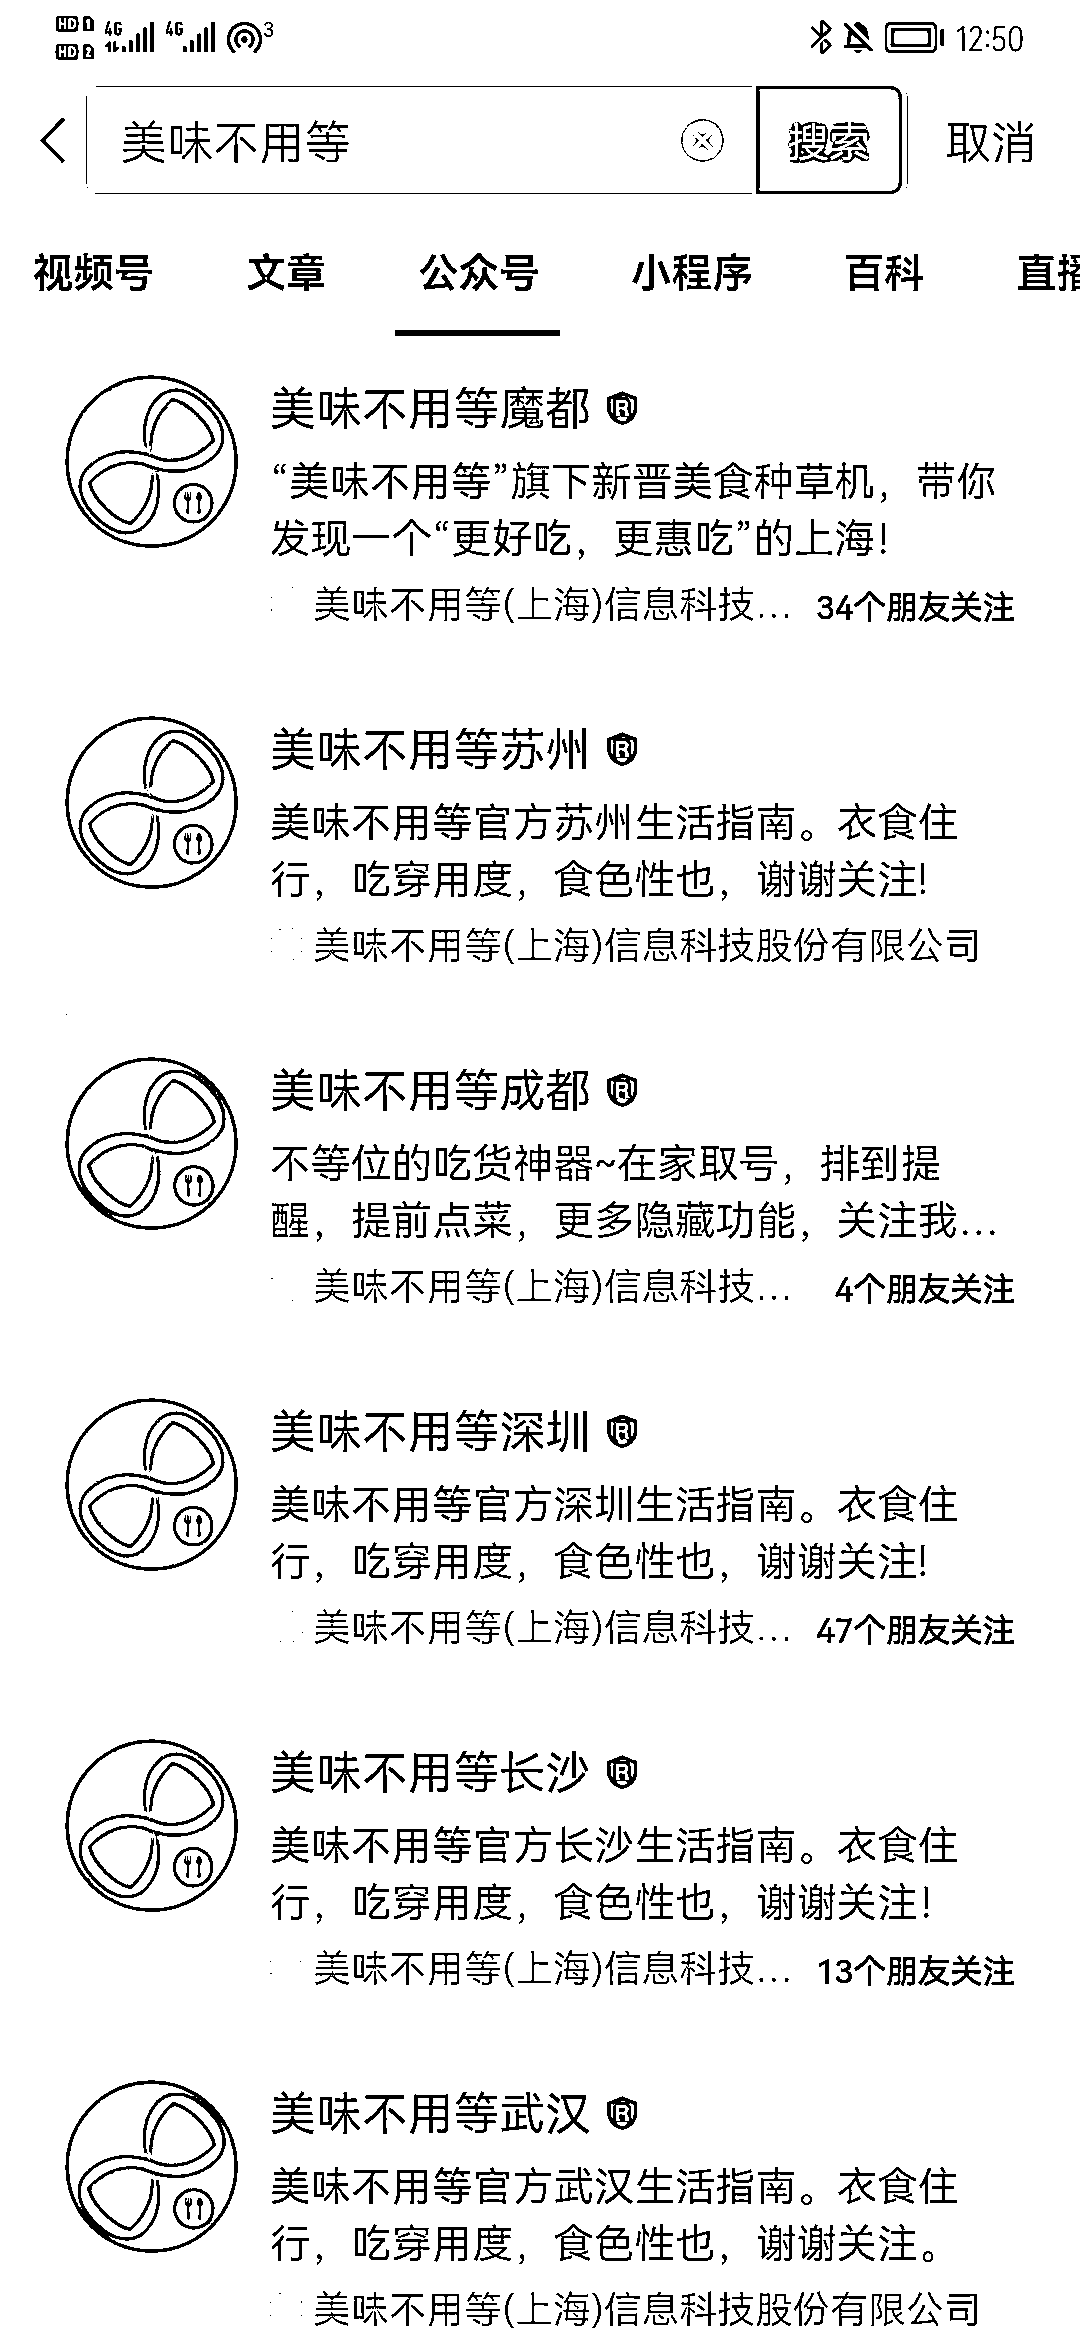 HD 1 4G 4G 3 12:50
HD 2
美味不用等 搜索 取消
视频号 文章 公众号 小程序 百科 直播
美味不用等魔都
“美味不用等”旗下新晋美食种草机，带你
发现一个“更好吃，更惠吃”的上海！
美味不用等(上海)信息科技... 34个朋友关注
美味不用等苏州
美味不用等官方苏州生活指南。衣食住
行，吃穿用度，食色性也，谢谢关注!
美味不用等(上海)信息科技股份有限公司
美味不用等成都
不等位的吃货神器~在家取号，排到提
醒，提前点菜，更多隐藏功能，关注我...
美味不用等(上海)信息科技... 4个朋友关注
美味不用等深圳
美味不用等官方深圳生活指南。衣食住
行，吃穿用度，食色性也，谢谢关注!
美味不用等(上海)信息科技... 47个朋友关注
美味不用等长沙
美味不用等官方长沙生活指南。衣食住
行，吃穿用度，食色性也，谢谢关注！
美味不用等(上海)信息科技... 13个朋友关注
美味不用等武汉
美味不用等官方武汉生活指南。衣食住
行，吃穿用度，食色性也，谢谢关注。
美味不用等(上海)信息科技股份有限公司